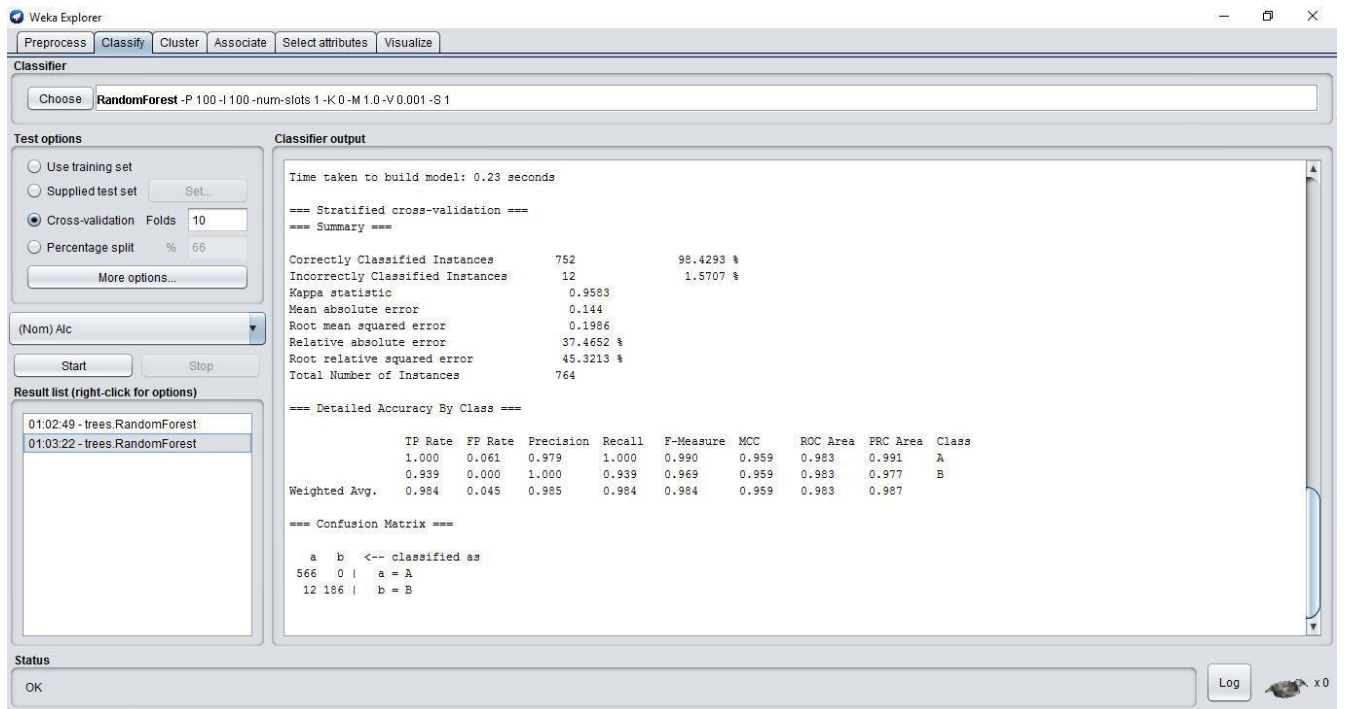 Weka Explorer
Preprocess Classify Cluster Associate Select attributes Visualize
Classifier
Choose RandomForest -P 100 -I 100 -num-slots 1 -K 0 -M 1.0 -V 0.001 -S 1
Test options
Use training set
Supplied test set Set...
Cross-validation Folds 10
Percentage split % 66
More options...
(Nom) Alc
Start Stop
Result list (right-click for options)
01:02:49 - trees.RandomForest
01:03:22 - trees.RandomForest
Classifier output
Time taken to build model: 0.23 seconds
=== Stratified cross-validation ===
=== Summary ===
Correctly Classified Instances 752 98.4293 %
Incorrectly Classified Instances 12 1.5707 %
Kappa statistic 0.9583
Mean absolute error 0.144
Root mean squared error 0.1986
Relative absolute error 37.4652 %
Root relative squared error 45.3213 %
Total Number of Instances 764
=== Detailed Accuracy By Class ===
TP Rate FP Rate Precision Recall F-Measure MCC ROC Area PRC Area Class
1.000 0.061 0.979 1.000 0.990 0.959 0.983 0.991 A
0.939 0.000 1.000 0.939 0.969 0.959 0.983 0.977 B
Weighted Avg. 0.984 0.045 0.985 0.984 0.984 0.959 0.983 0.987
=== Confusion Matrix ===
a b <-- classified as
566 0 | a = A
12 186 | b = B
Status
OK
Log x 0